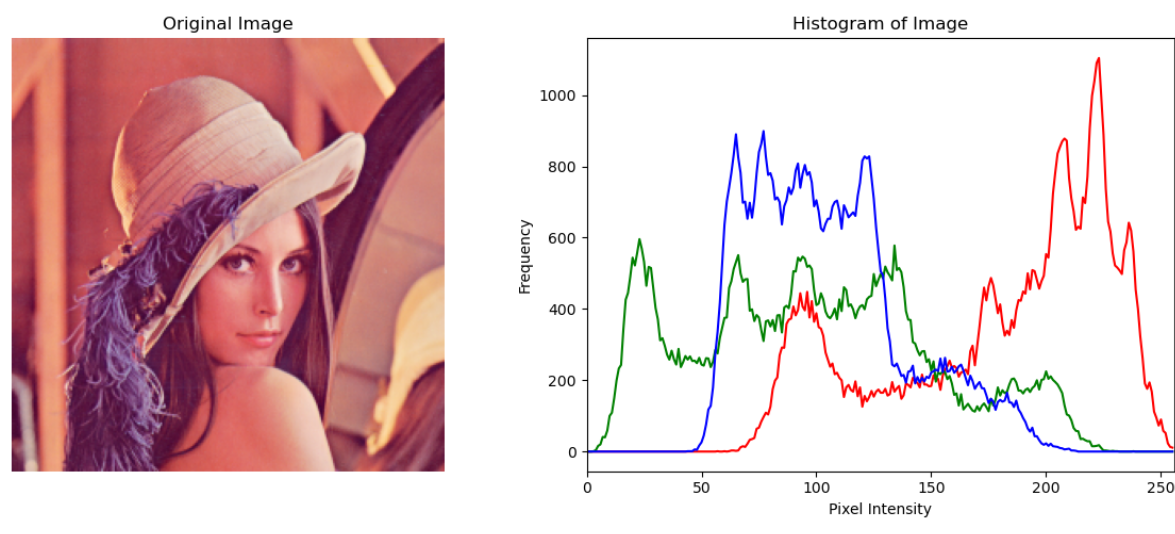 Original Image
Histogram of Image
Frequency
1000
800
600
400
200
0
0 50 100 150 200 250
Pixel Intensity